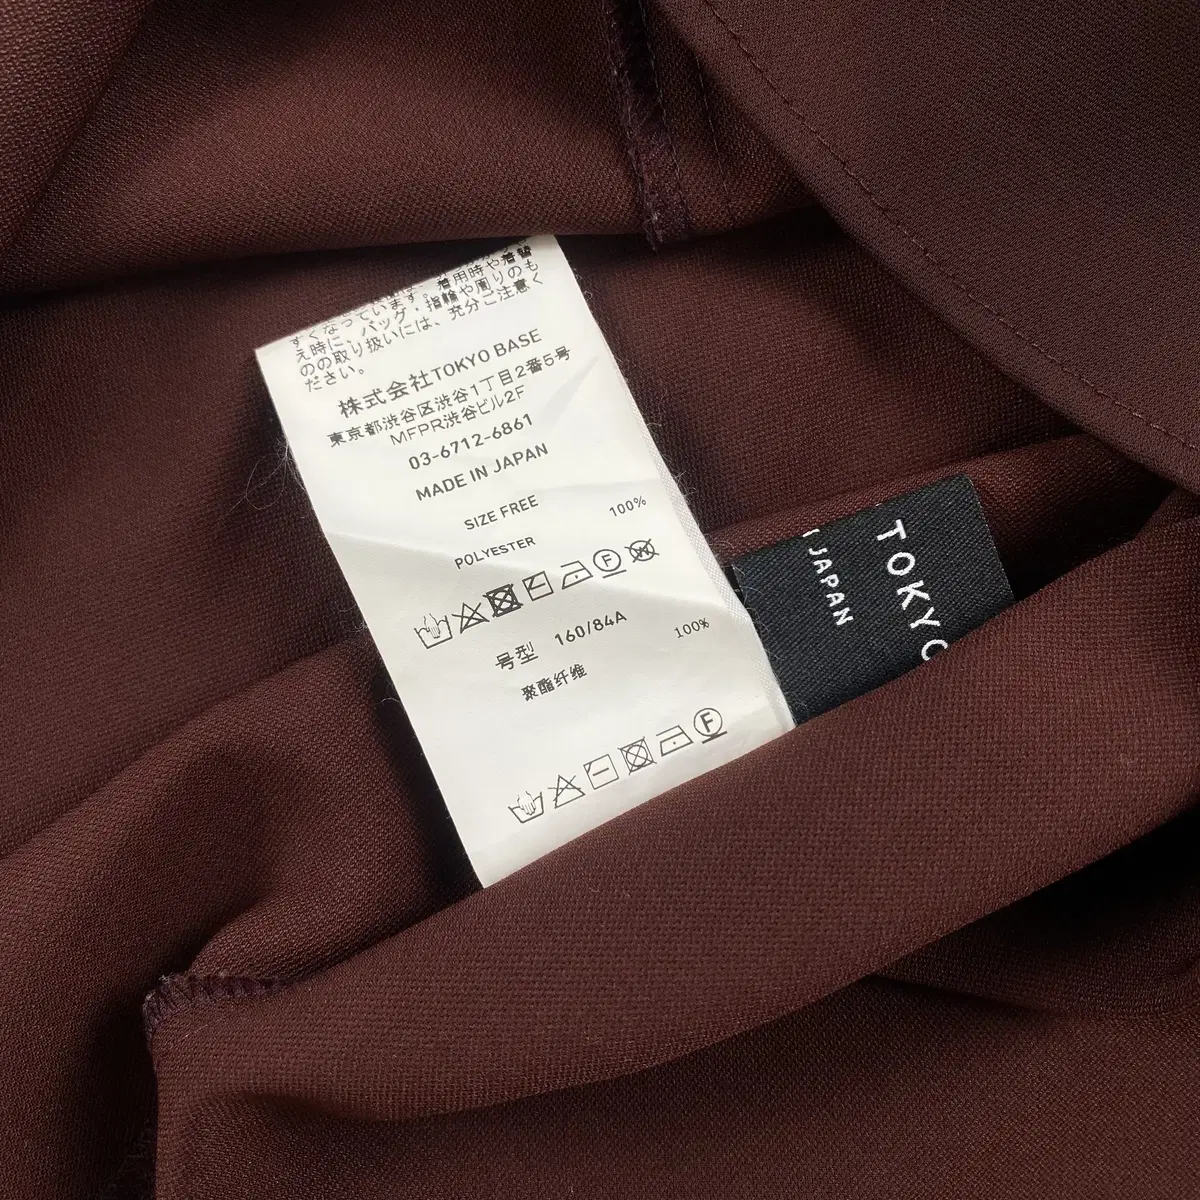 すくなっています。着用時や着替
え時に、バッグ・指輪や周りのも
のの取り扱いには、充分ご注意く
ださい。
株式会社TOKYO BASE
東京都渋谷区渋谷1丁目2番5号
MFPR渋谷ビル2F
03-6712-6861
MADE IN JAPAN
SIZE FREE
POLYESTER 100%
号型 160/84A
聚酯纤维 100%
TOKYO
JAPAN